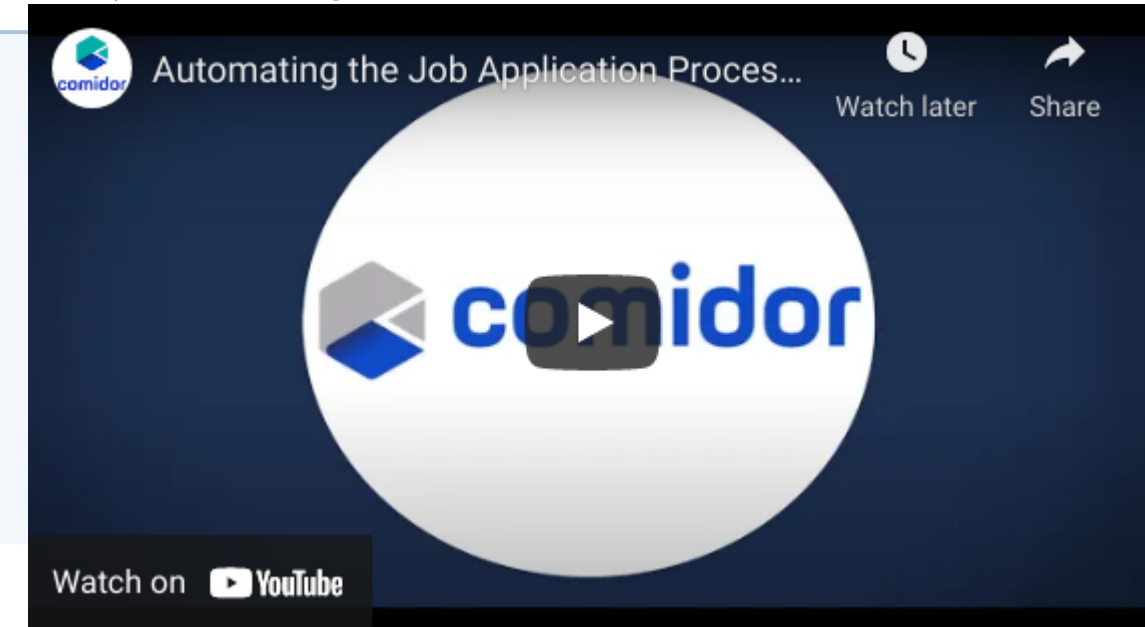 comidor
Automating the Job Application Proces...
Watch later
Share
comidor
Watch on YouTube